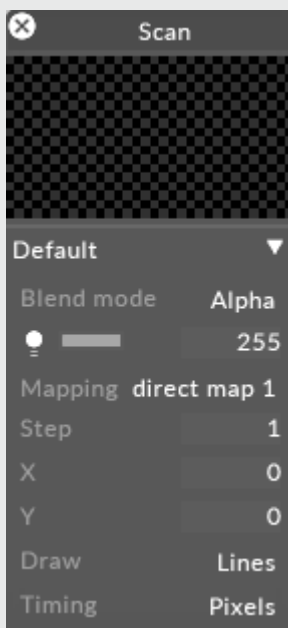 Scan
Default
Blend mode Alpha
255
Mapping direct map 1
Step 1
X 0
Y 0
Draw Lines
Timing Pixels